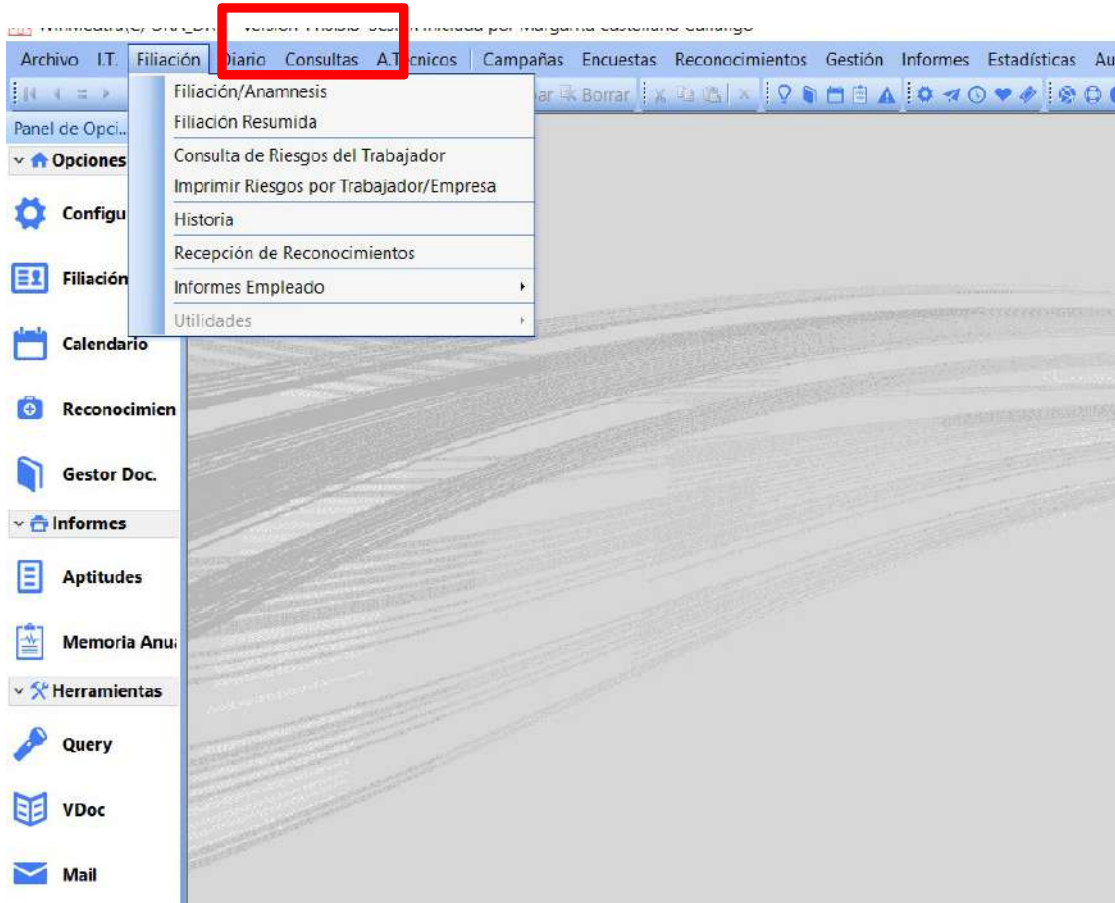 Archivo I.T. Filiación Diario Consultas A.Tecnicos Campañas Encuestas Reconocimientos Gestión Informes Estadísticas Au
Borrar
Panel de Opci...
Filiación/Anamnesis
Filiación Resumida
Consulta de Riesgos del Trabajador
Imprimir Riesgos por Trabajador/Empresa
Historia
Recepción de Reconocimientos
Informes Empleado
Utilidades
Opciones
Configu
Filiación
Calendario
Reconocimien
Gestor Doc.
Informes
Aptitudes
Memoria Anu
Herramientas
Query
VDoc
Mail